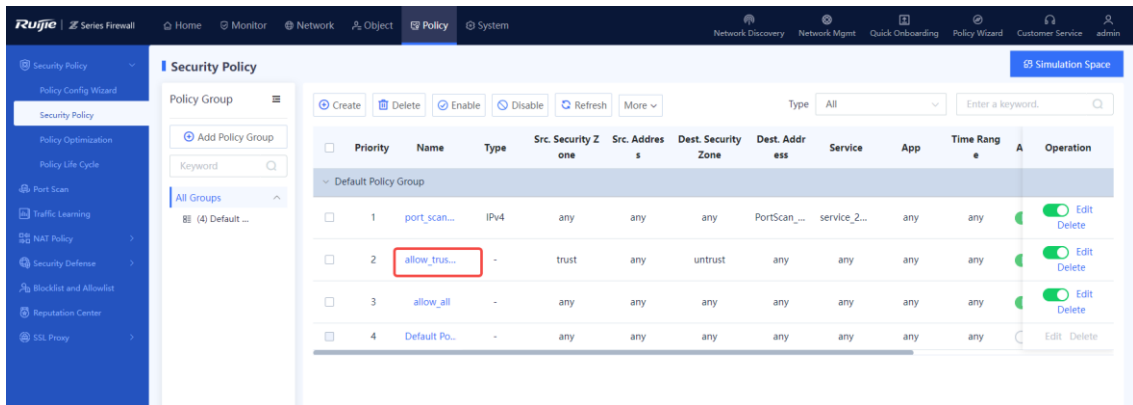 Ruijie | Z Series Firewall
Home Monitor Network Object Policy System
Network Discovery Network Mgmt Quick Onboarding Policy Wizard Customer Service admin
Security Policy
Policy Config Wizard
Security Policy
Policy Optimization
Policy Life Cycle
Port Scan
Traffic Learning
NAT Policy
Security Defense
Blocklist and Allowlist
Reputation Center
SSL Proxy
Security Policy
Simulation Space
Policy Group
Add Policy Group
Keyword
All Groups
(4) Default ...
Create Delete Enable Disable Refresh More Type All Enter a keyword.
Priority Name Type Src. Security Z Src. Addres Dest. Security Dest. Addr Service App Time Rang A Operation
one s Zone ess e
Default Policy Group
1 port_scan... IPv4 any any any PortScan_... service_2... any any Edit
Delete
2 allow_trus... - trust any untrust any any any any Edit
Delete
3 allow_all - any any any any any any any Edit
Delete
4 Default Po... - any any any any any any any Edit Delete